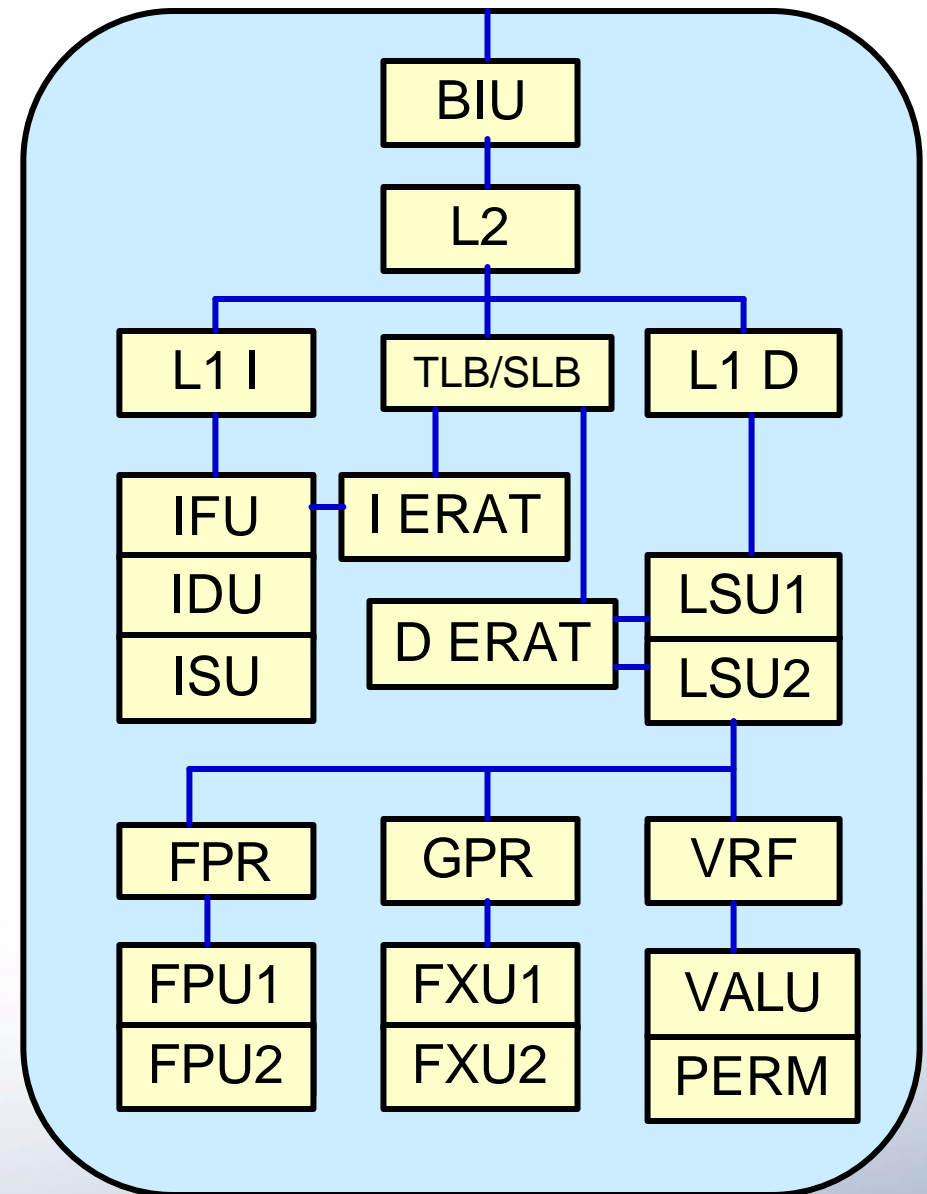 BIU
L2
L1 I
TLB/SLB
L1 D
IFU
I ERAT
IDU
ISU
D ERAT
LSU1
LSU2
FPR
GPR
VRF
FPU1
FXU1
VALU
FPU2
FXU2
PERM